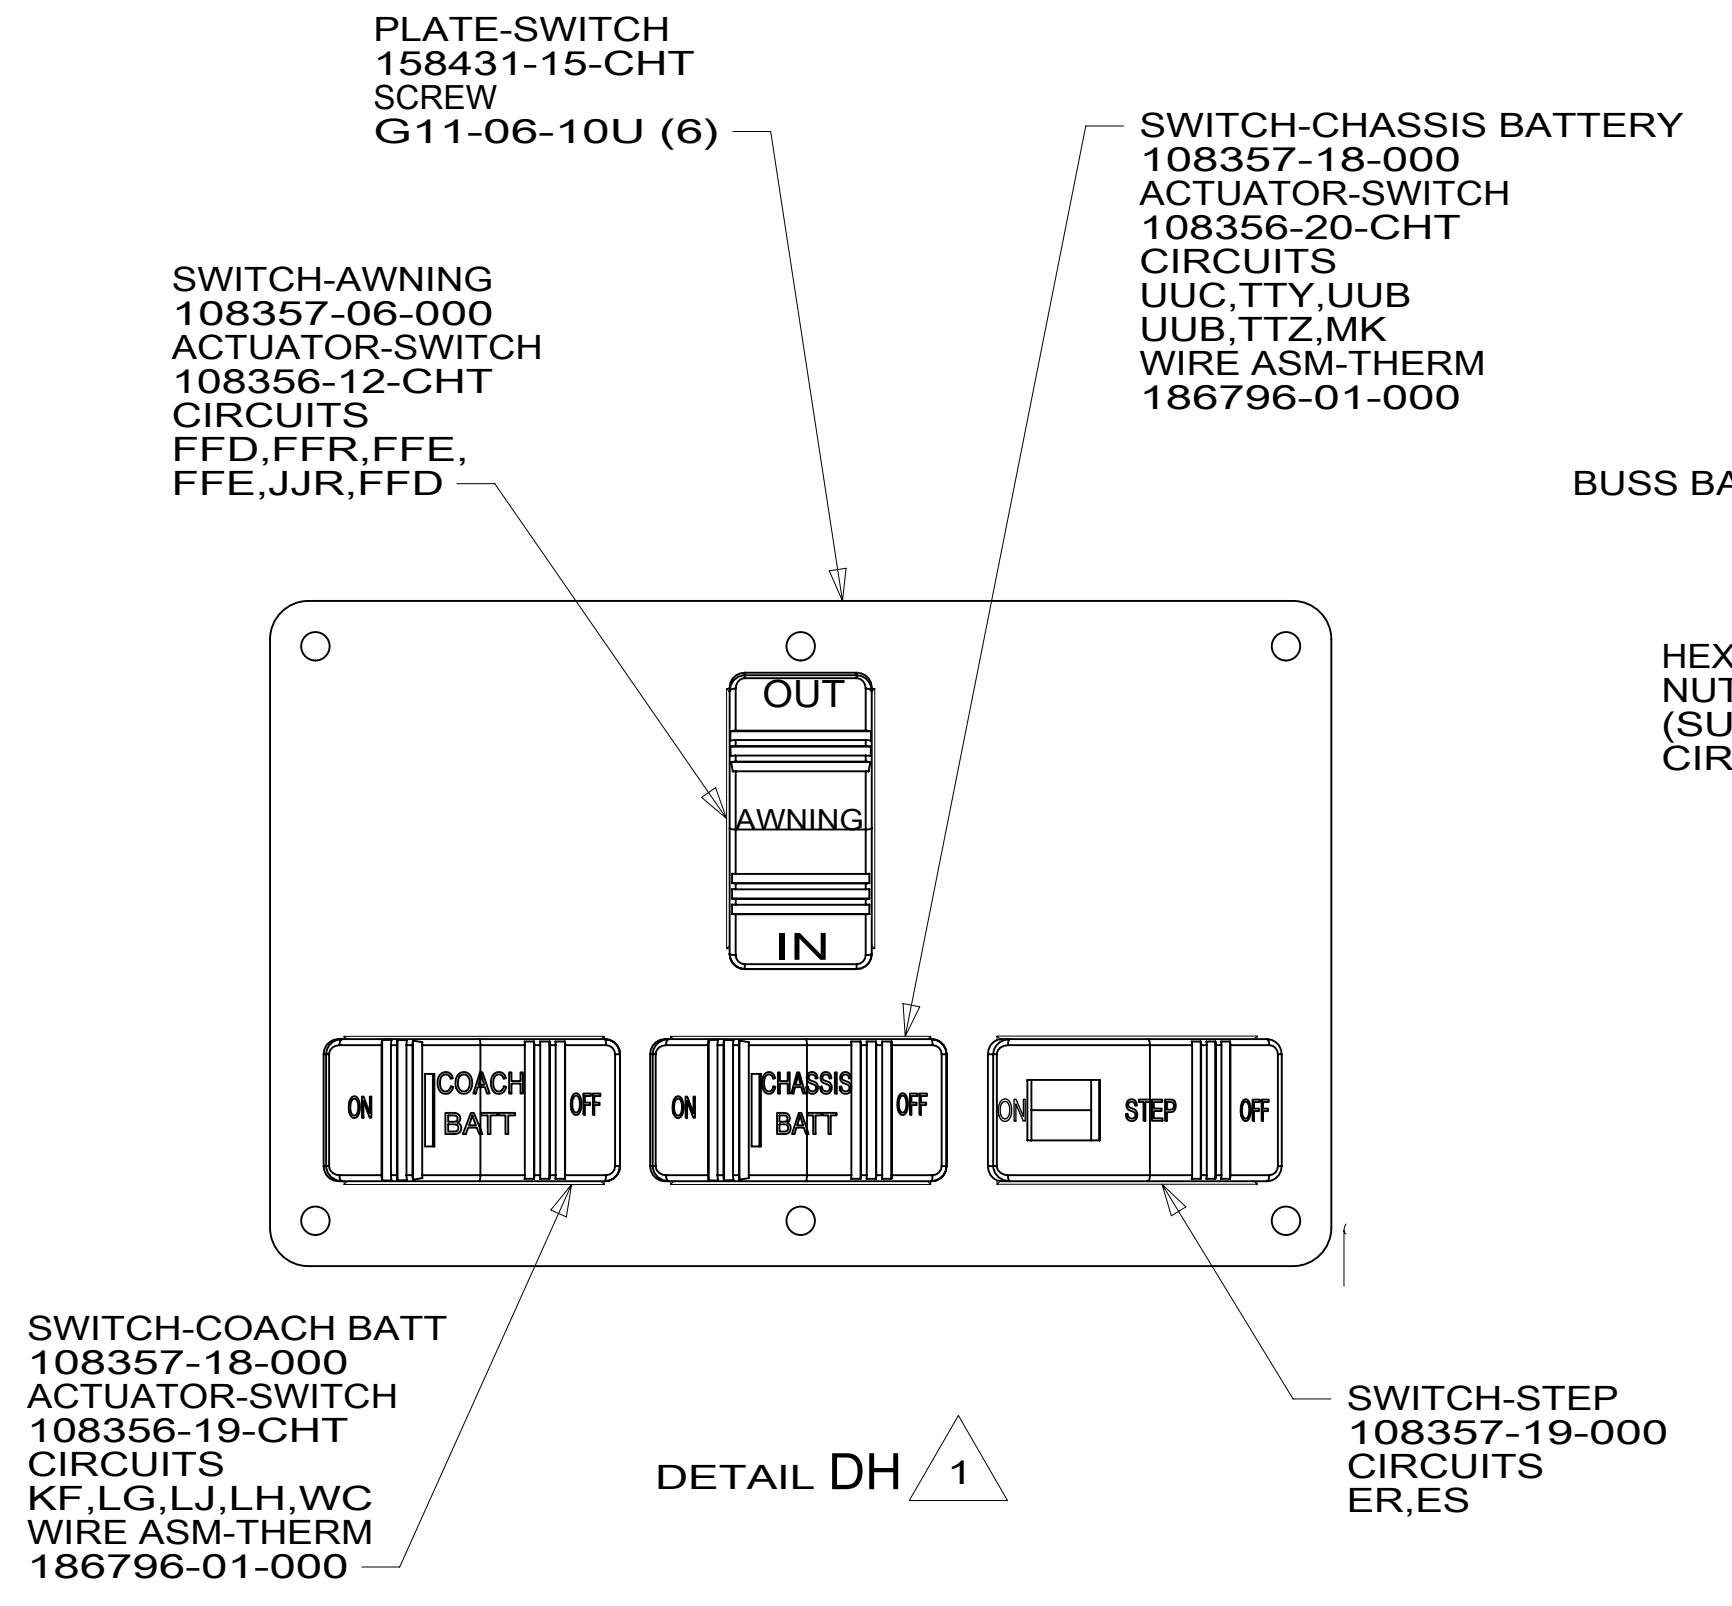 PLATE-SWITCH
158431-15-CHT
SCREW
G11-06-10U (6)
SWITCH-CHASSIS BATTERY
108357-18-000
ACTUATOR-SWITCH
108356-20-CHT
CIRCUITS
UUC,TTY,UUB
UUB,TTZ,MK
WIRE ASM-THERM
186796-01-000
SWITCH-AWNING
108357-06-000
ACTUATOR-SWITCH
108356-12-CHT
CIRCUITS
FFD,FFR,FFE,
FFE,JJR,FFD
BUSS
HEX
(SU
CIR
OUT
AWNING
IN
ON
COACH
BATT
OFF
ON
CHASSIS
BATT
OFF
ON
STEP
OFF
SWITCH-COACH BATT
108357-18-000
ACTUATOR-SWITCH
108356-19-CHT
CIRCUITS
KF,LG,LJ,LH,WC
WIRE ASM-THERM
186796-01-000
DETAIL DH 1
SWITCH-STEP
108357-19-000
CIRCUITS
ER,ES